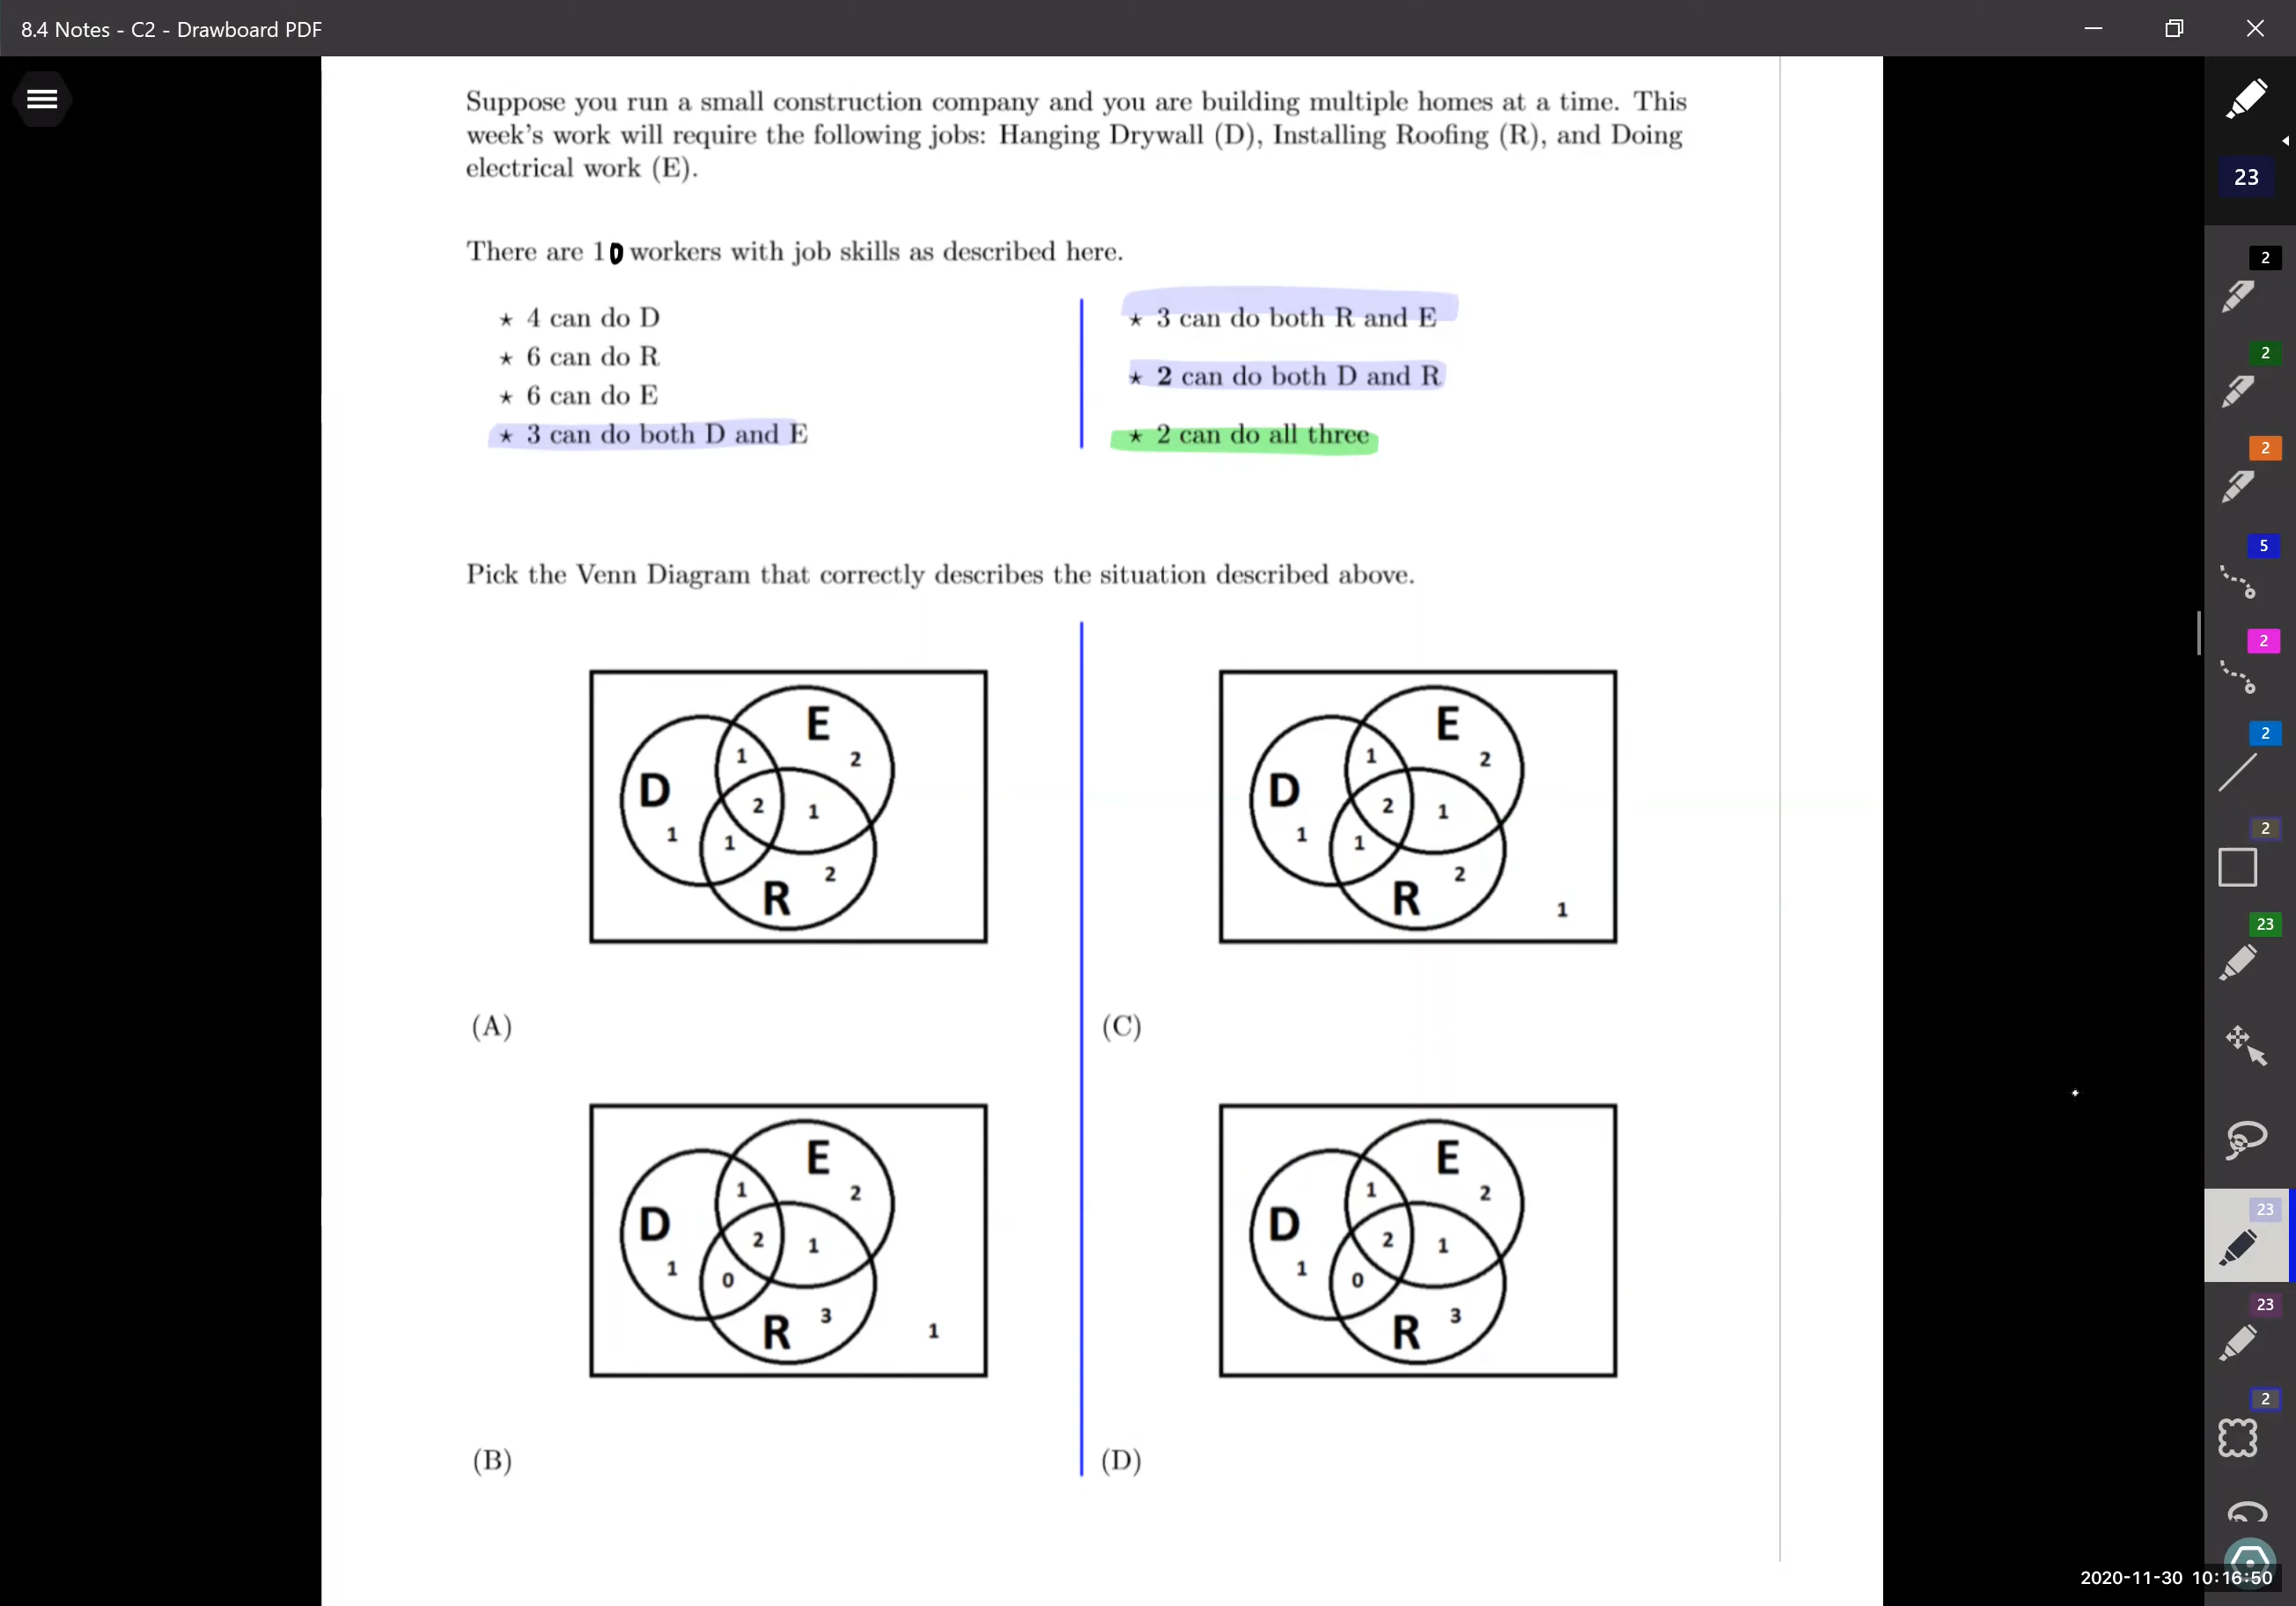 8.4 Notes - C2 - Drawboard PDF
Suppose you run a small construction company and you are building multiple homes at a time. This
week's work will require the following jobs: Hanging Drywall (D), Installing Roofing (R), and Doing
electrical work (E).
There are 10 workers with job skills as described here.
⋆ 4 can do D
⋆ 6 can do R
⋆ 6 can do E
⋆ 3 can do both D and E
⋆ 3 can do both R and E
⋆ 2 can do both D and R
⋆ 2 can do all three
Pick the Venn Diagram that correctly describes the situation described above.
E
1 2
D
2 1
1 1
2
R
(A)
E
1 2
D
2 1
1 1
2
R
1
(C)
E
1 2
D
2 1
1 0
3
R 1
(B)
E
1 2
D
2 1
1 0
3
R
(D)
23
2
2
2
5
2
2
2
23
23
23
2
2020-11-30 10:16:50